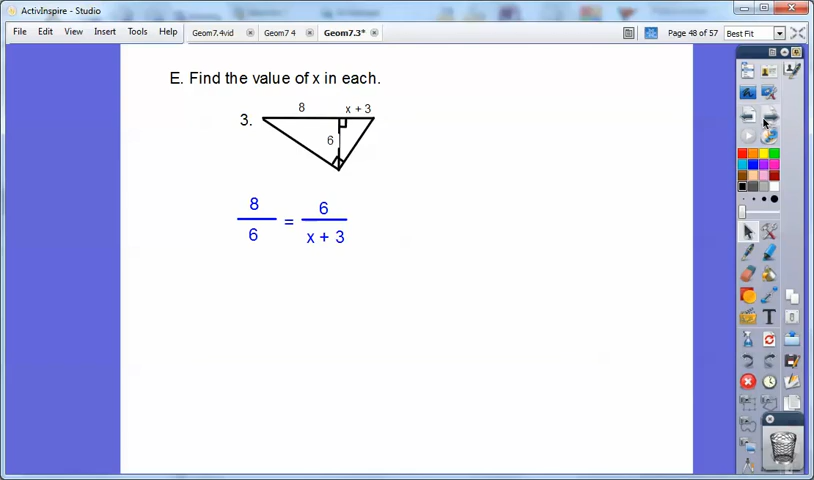 ActivInspire - Studio
File Edit View Insert Tools Help Geom7.4vid Geom7 4 Geom7.3* Page 48 of 57 Best Fit
E. Find the value of x in each.
8 x + 3
3.
6
8 6
=
6 x + 3
T